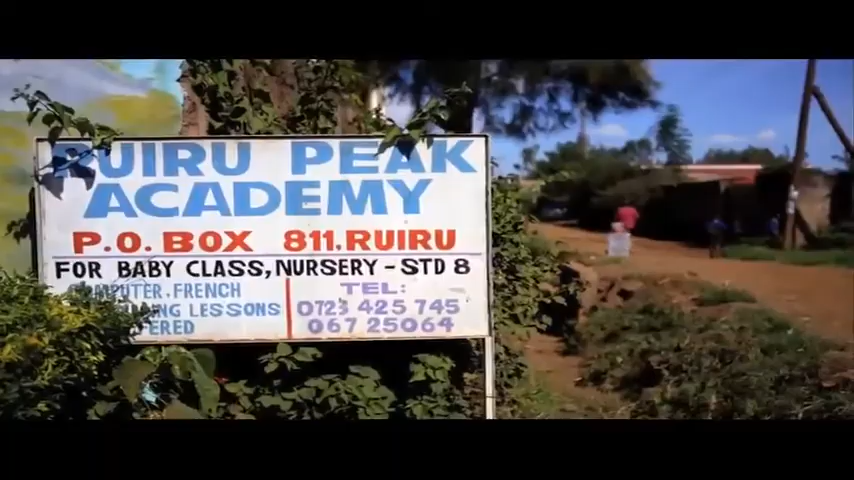 RUIRU PEAK
ACADEMY
P.O. BOX 811.RUIRU
FOR BABY CLASS,NURSERY-STD 8
COMPUTER,FRENCH
LESSONS
TEL:
0723 425 745
067.25064